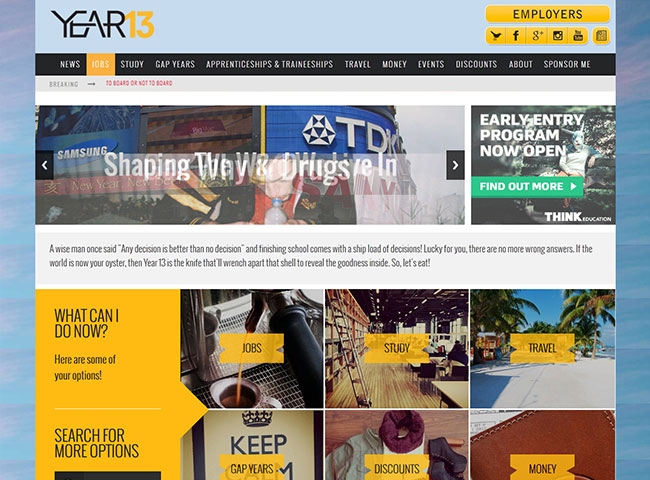 YEAR13
EMPLOYERS
NEWS JOBS STUDY GAP YEARS APPRENTICESHIPS & TRAINEESHIPS TRAVEL MONEY EVENTS DISCOUNTS ABOUT SPONSOR ME
BREAKING → TO BOARD OR NOT TO BOARD
SAMSUNG
TDK
Shaping
EARLY ENTRY
PROGRAM
NOW OPEN
FIND OUT MORE
THINK EDUCATION
A wise man once said "Any decision is better than no decision" and finishing school comes with a ship load of decisions! Lucky for you, there are no more wrong answers. If the
world is now your oyster, then Year 13 is the knife that'll wrench apart that shell to reveal the goodness inside. So, let's eat!
WHAT CAN I
DO NOW?
Here are some of
your options!
JOBS
STUDY
TRAVEL
SEARCH FOR
MORE OPTIONS
KEEP
GAP YEARS
DISCOUNTS
MONEY